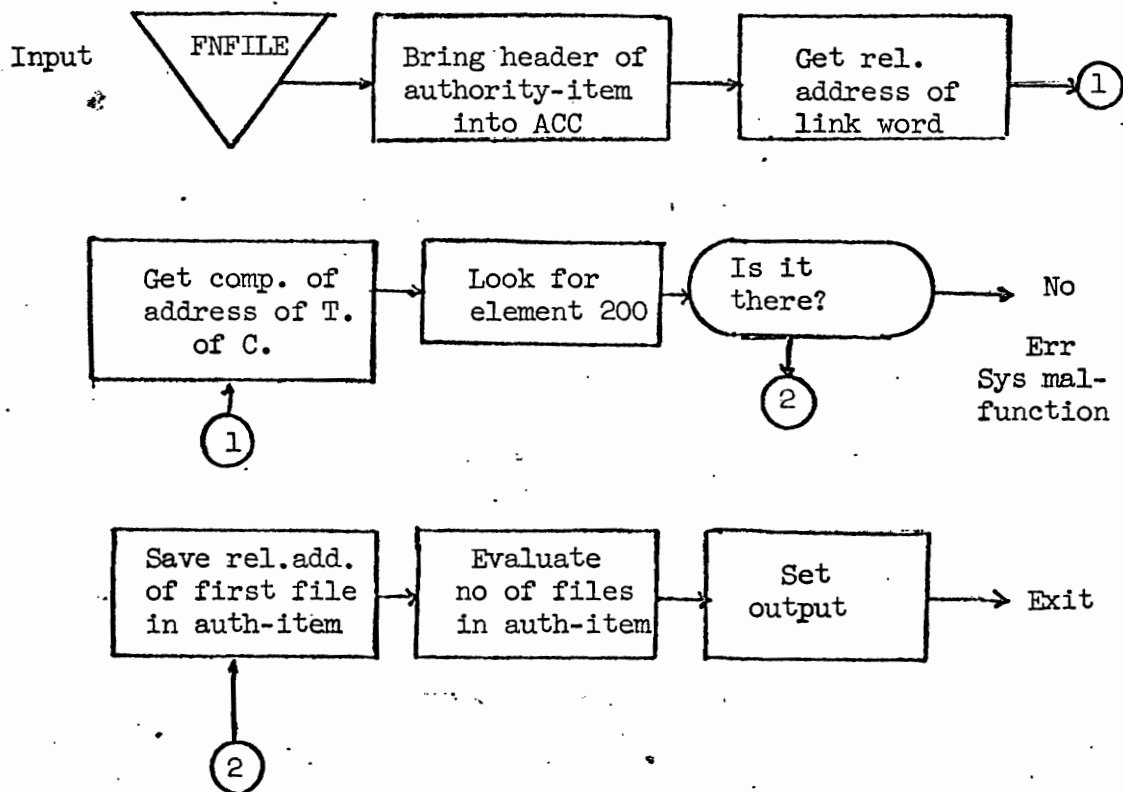 Input
FNFILE
Bring header of
authority-item
into ACC
Get rel.
address of
link word
1
Get comp. of
address of T.
of C.
Look for
element 200
Is it
there?
No
Err
Sys mal-
function
1
2
Save rel.add.
of first file
in auth-item
Evaluate
no of files
in auth-item
Set
output
Exit
2